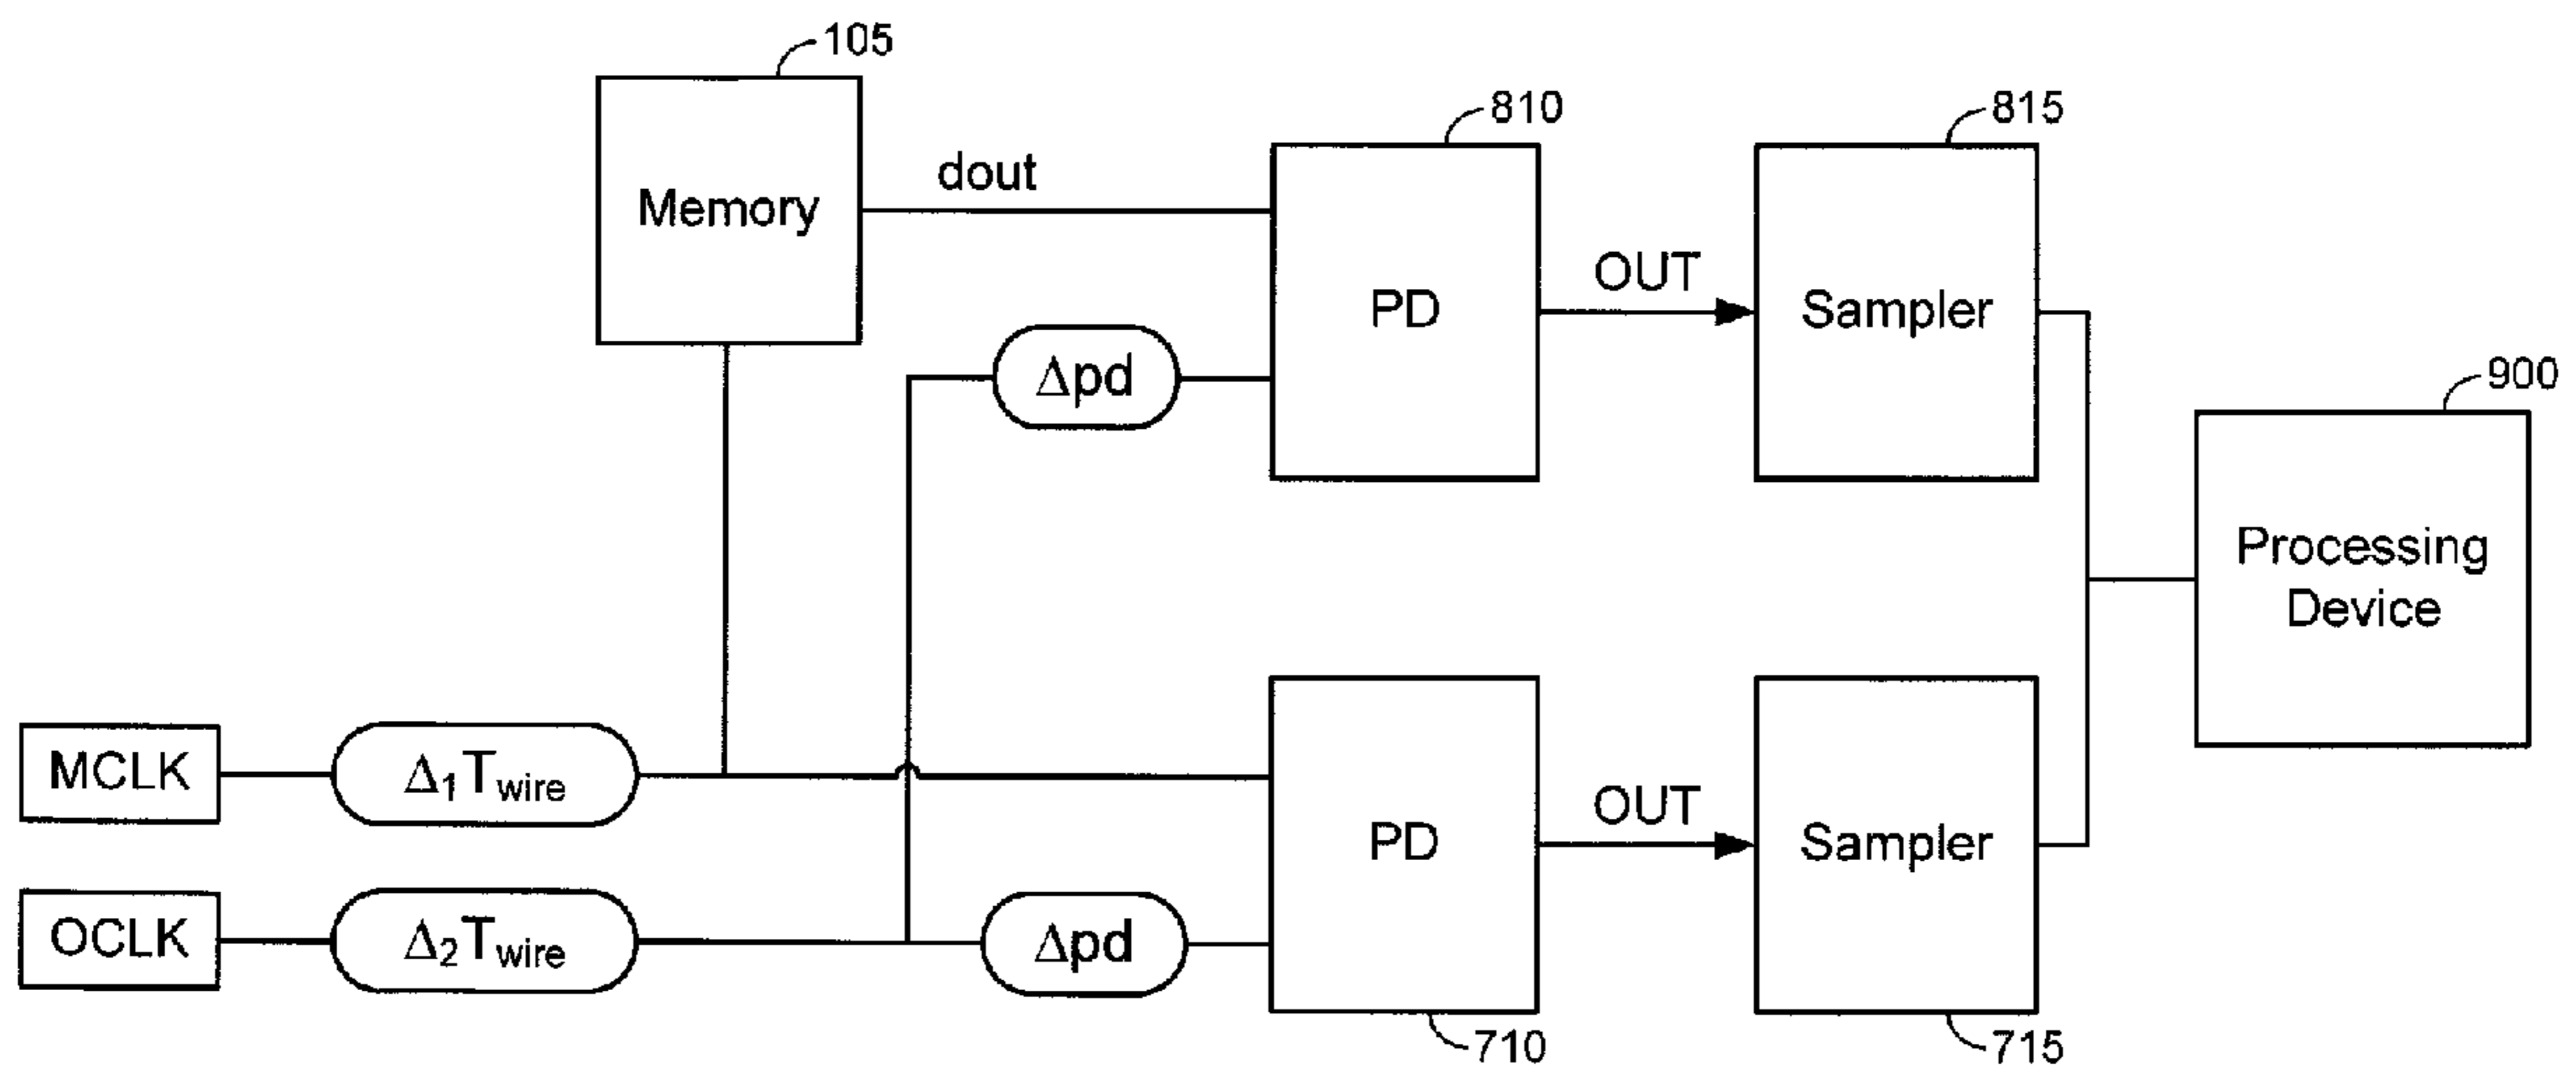 105
Memory
dout
810
PD
OUT
815
Sampler
Δpd
900
Processing
Device
MCLK
Δ₁Twire
PD
OUT
Sampler
OCLK
Δ₂Twire
Δpd
710
715